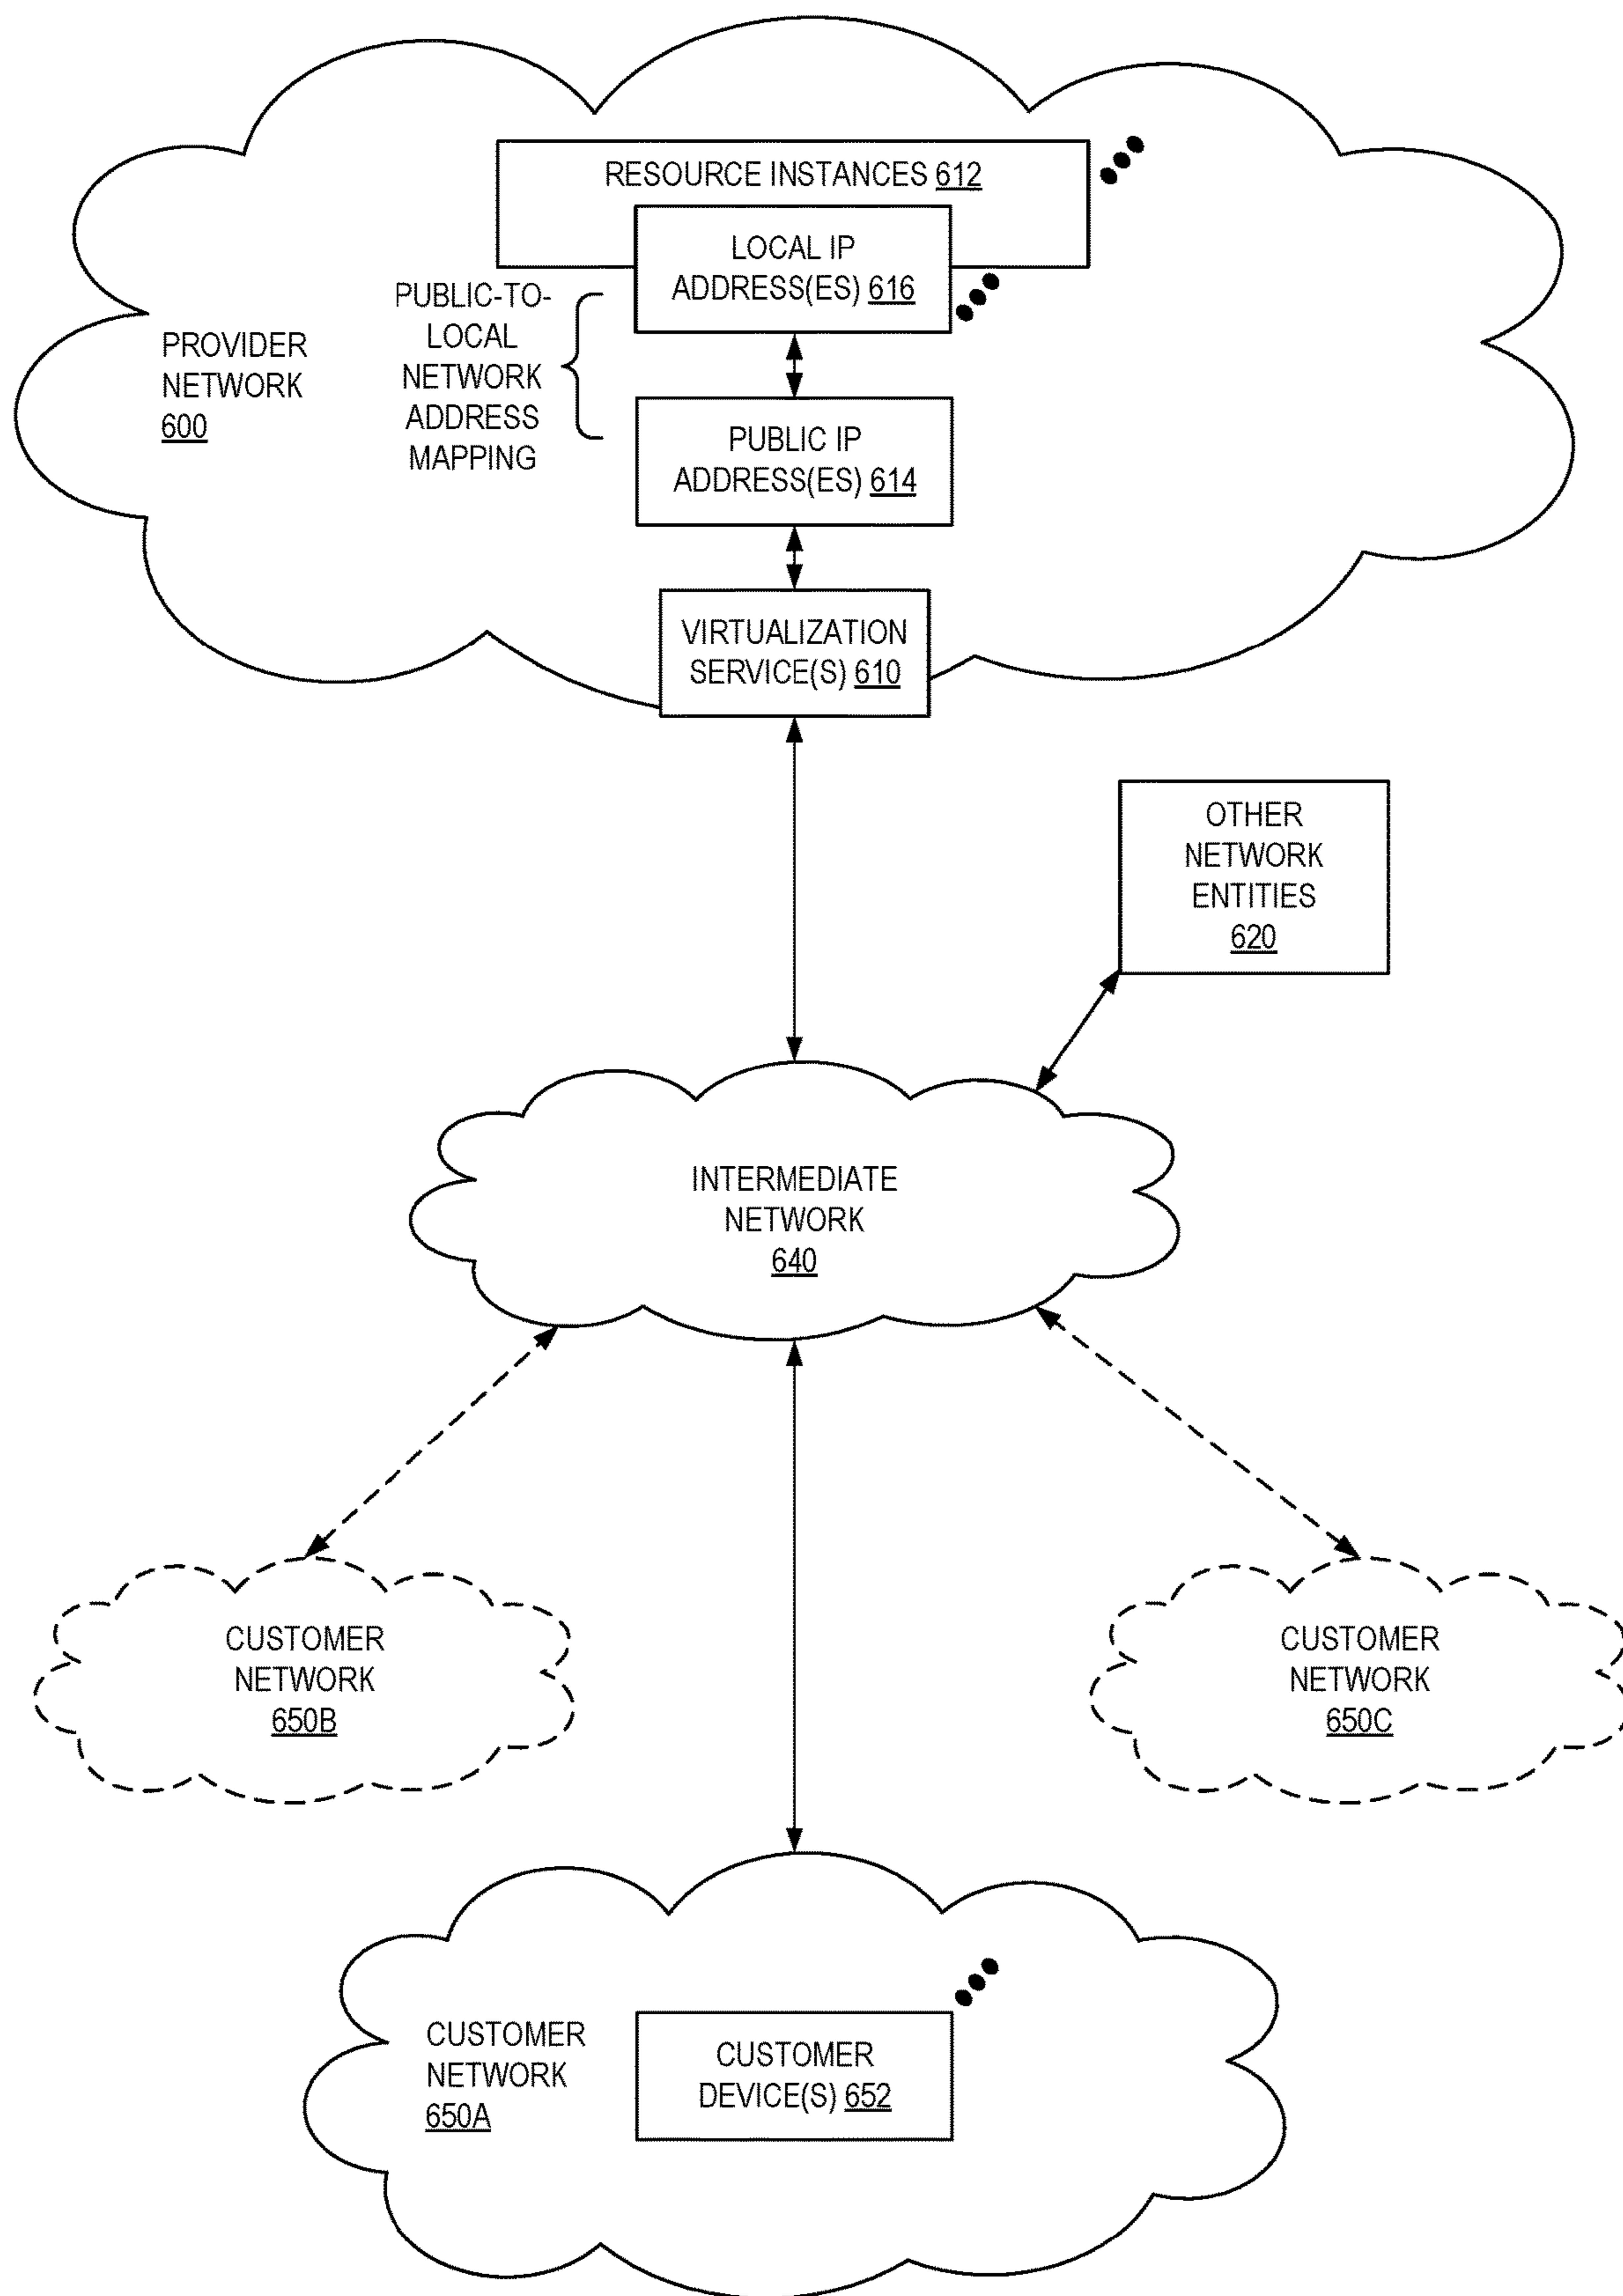 RESOURCE INSTANCES 612
LOCAL IP
ADDRESS(ES) 616
PUBLIC-TO-
LOCAL
NETWORK
ADDRESS
MAPPING
PROVIDER
NETWORK
600
PUBLIC IP
ADDRESS(ES) 614
VIRTUALIZATION
SERVICE(S) 610
OTHER
NETWORK
ENTITIES
620
INTERMEDIATE
NETWORK
640
CUSTOMER
NETWORK
650B
CUSTOMER
NETWORK
650C
CUSTOMER
NETWORK
650A
CUSTOMER
DEVICE(S) 652